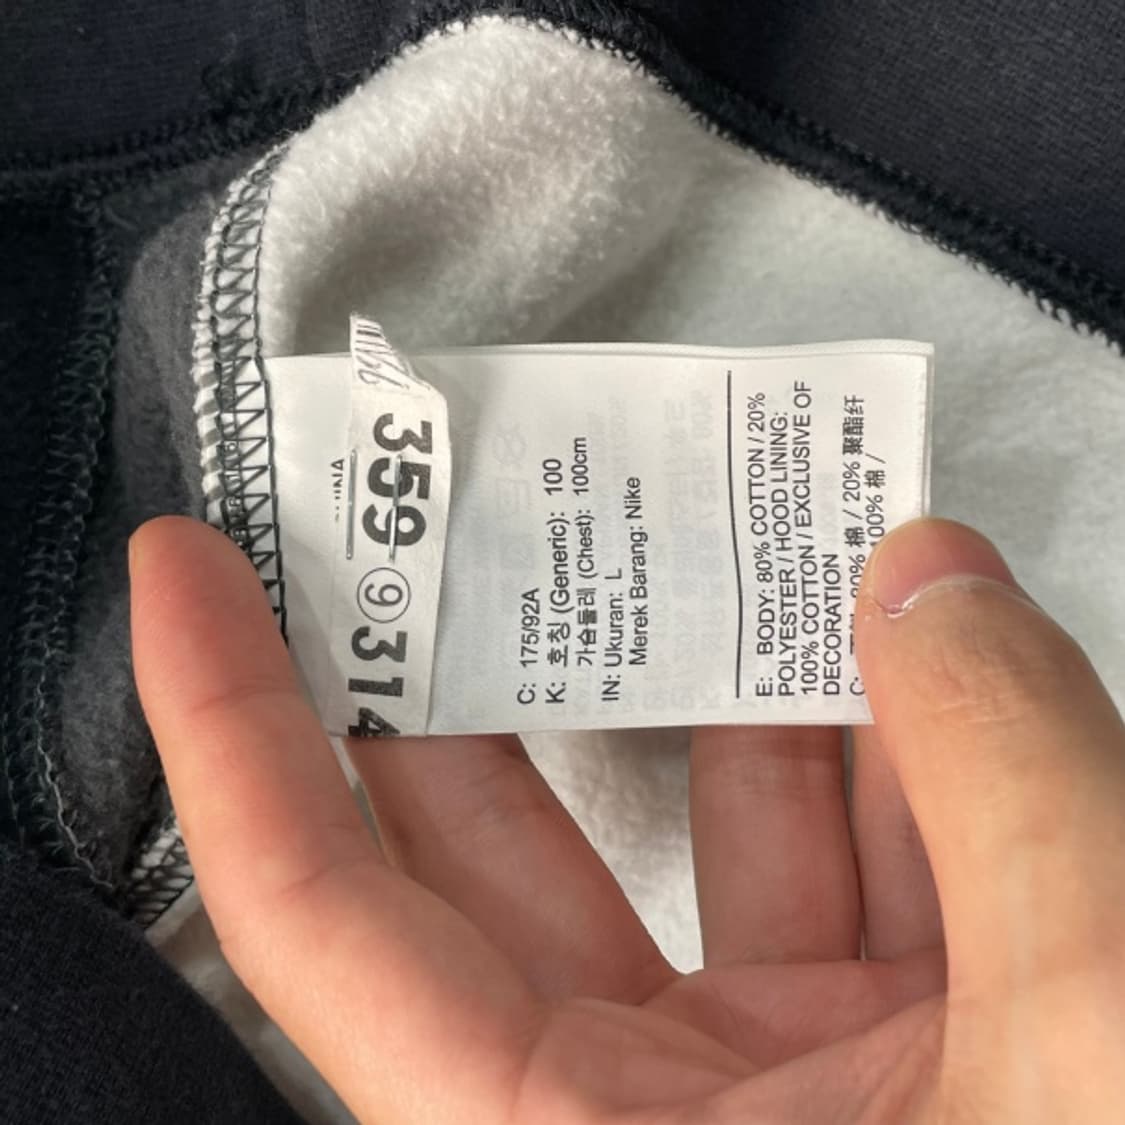 359 ⑨ 314
C: 175/92A
K: 호칭 (Generic): 100
가슴둘레 (Chest): 100cm
IN: Ukuran: L
Merek Barang: Nike
E: BODY: 80% COTTON / 20%
POLYESTER / HOOD LINING:
100% COTTON / EXCLUSIVE OF
DECORATION
80% 棉 / 20% 聚酯纤
100% 棉 /